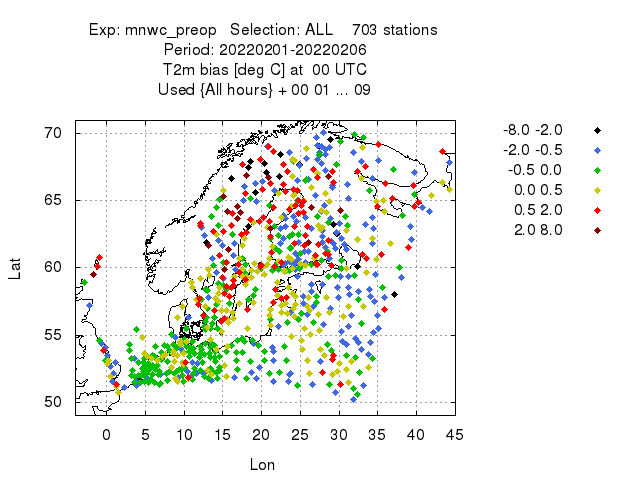 Exp: mnwc_preop   Selection: ALL    703 stations
Period: 20220201-20220206
T2m bias [deg C] at  00 UTC
Used {All hours} + 00 01 ... 09
-8.0 -2.0
-2.0 -0.5
-0.5 0.0
0.0 0.5
0.5 2.0
2.0 8.0
70
65
60
55
50
Lat
0 5 10 15 20 25 30 35 40 45
Lon